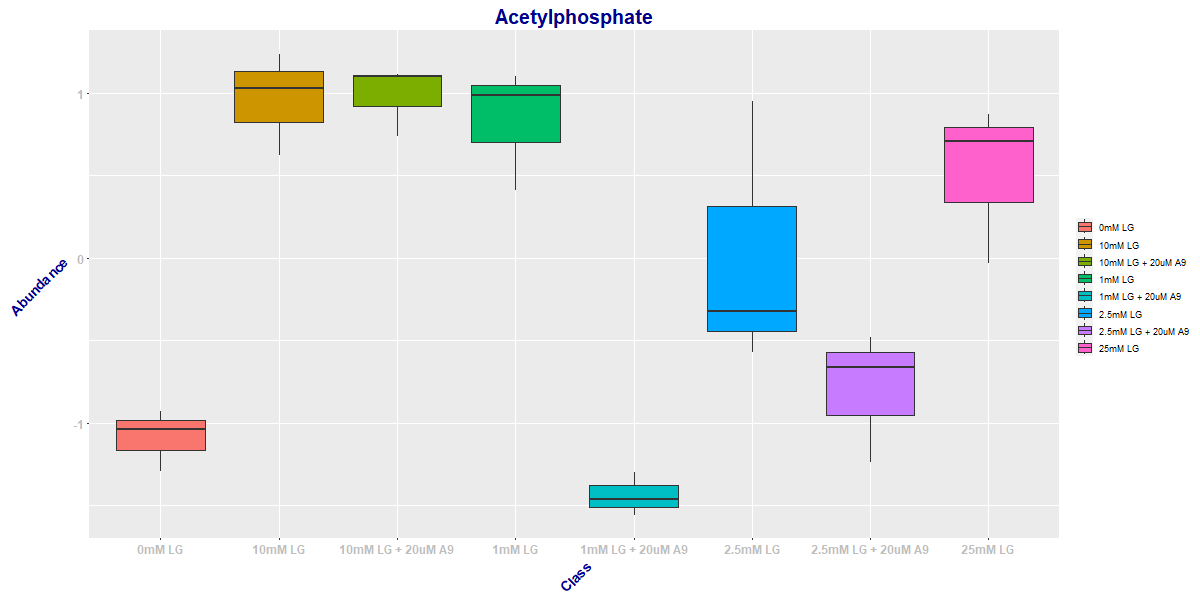 Acetylphosphate
Abundance
1
0
-1
0mM LG
10mM LG
10mM LG + 20uM A9
1mM LG
1mM LG + 20uM A9
2.5mM LG
2.5mM LG + 20uM A9
25mM LG
Class
0mM LG
10mM LG
10mM LG + 20uM A9
1mM LG
1mM LG + 20uM A9
2.5mM LG
2.5mM LG + 20uM A9
25mM LG